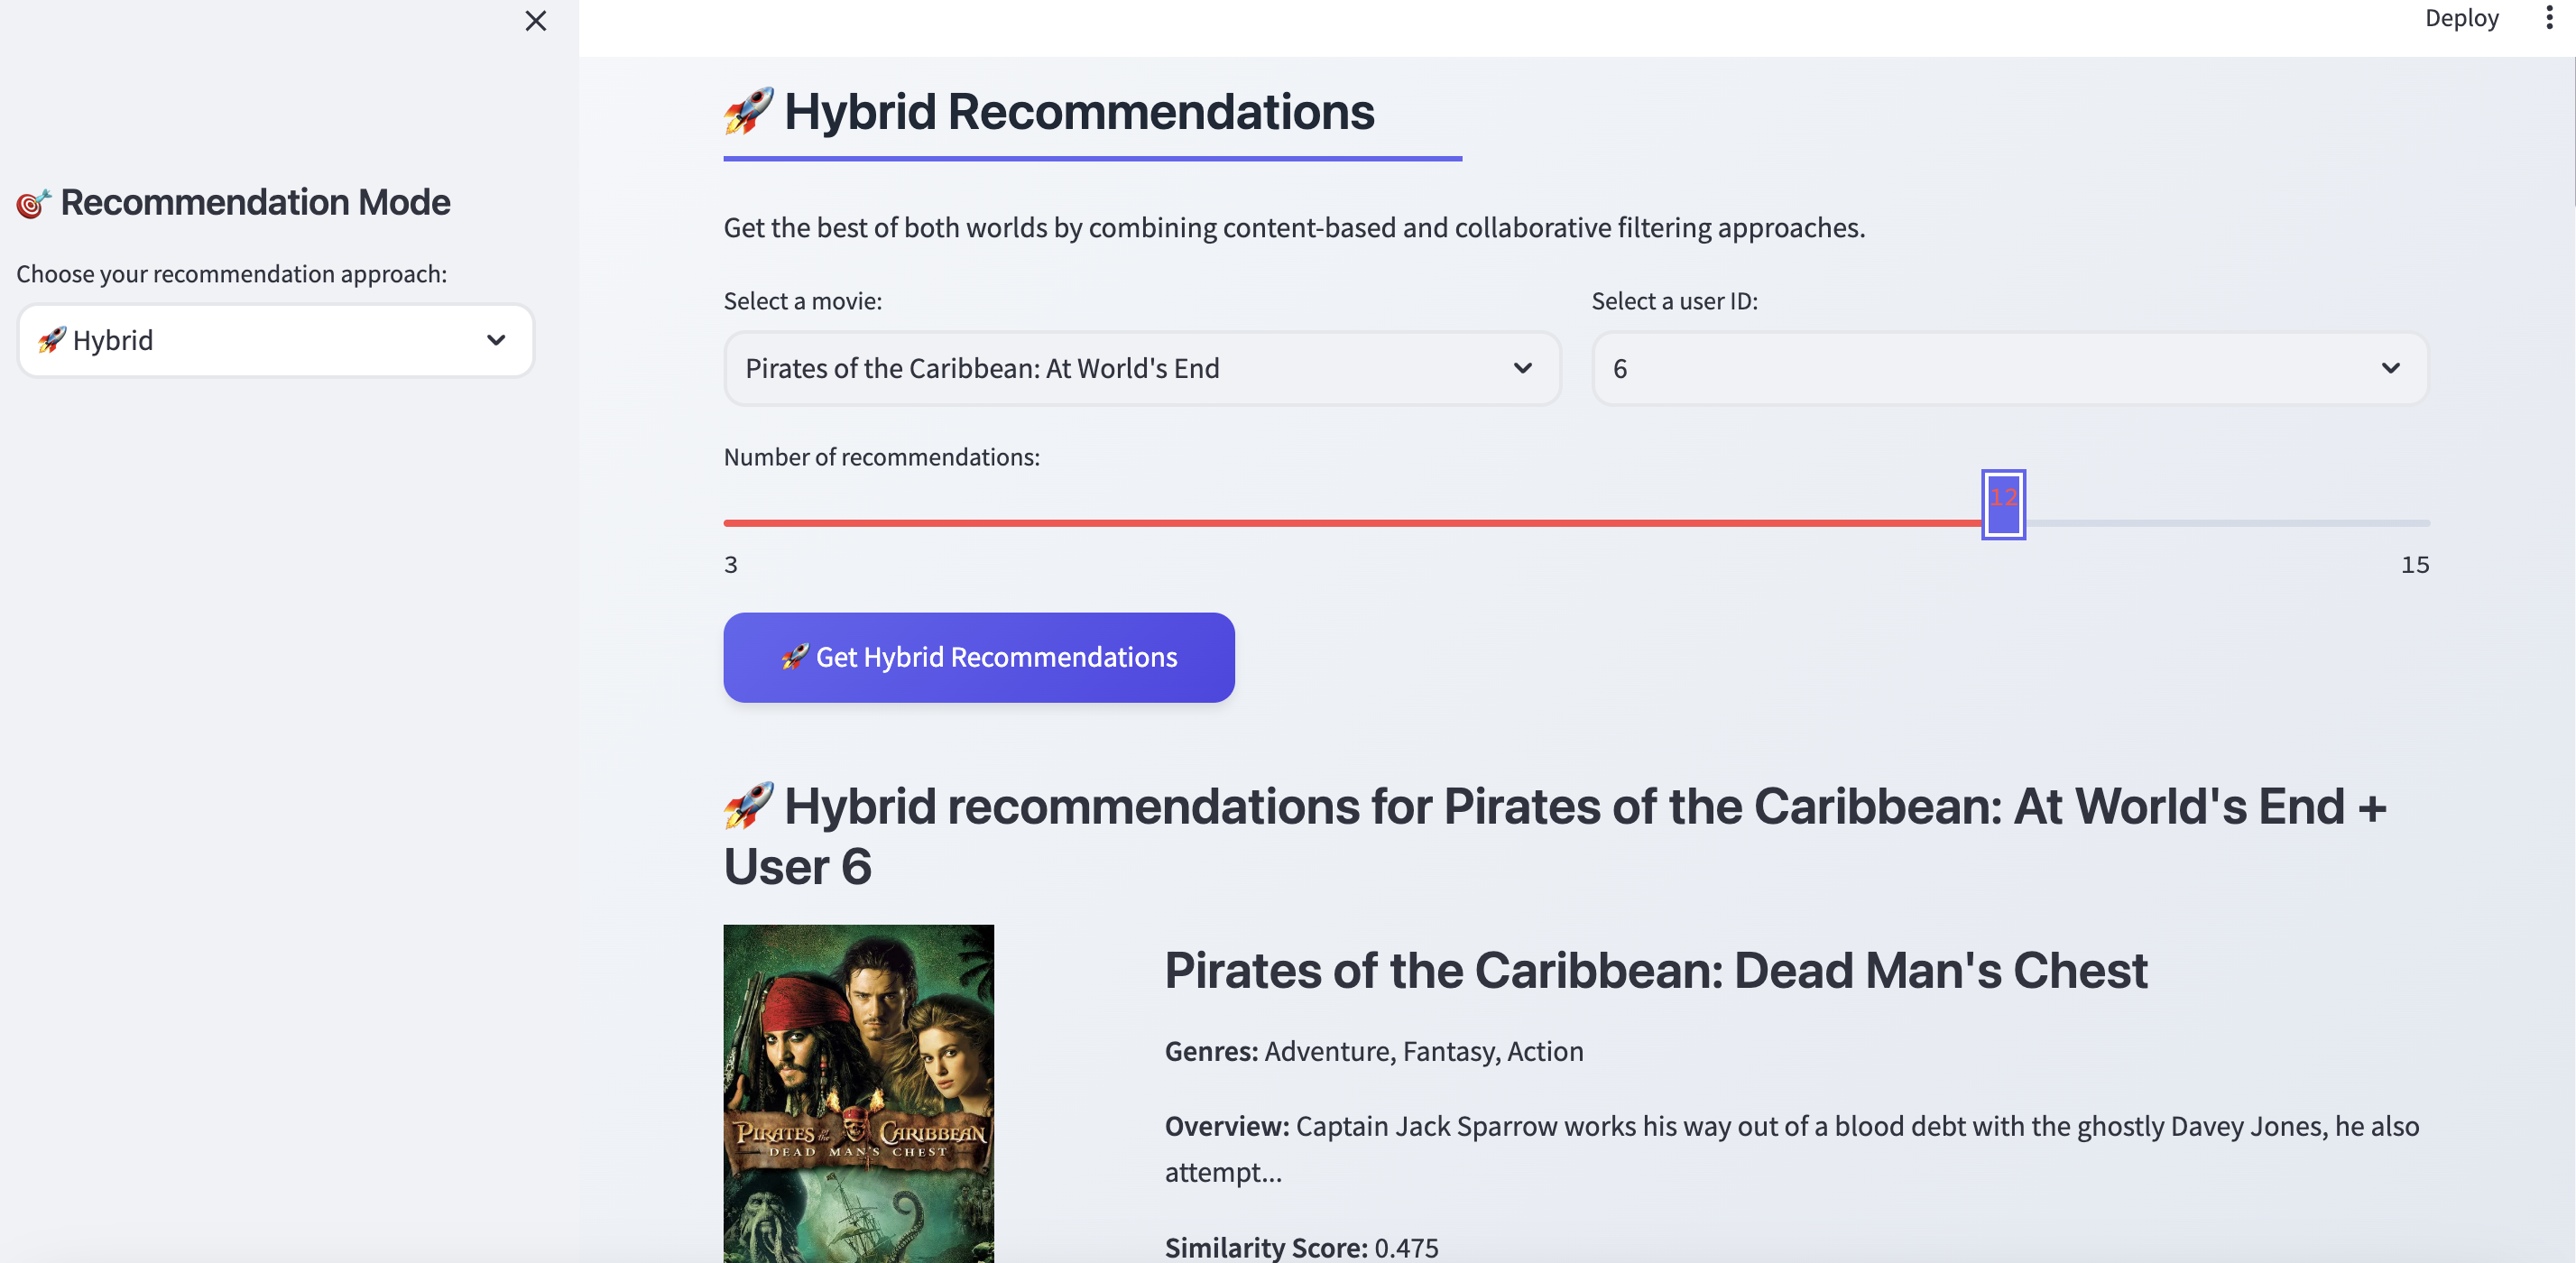 Deploy
🎯 Recommendation Mode
Choose your recommendation approach:
🚀 Hybrid
🚀 Hybrid Recommendations
Get the best of both worlds by combining content-based and collaborative filtering approaches.
Select a movie:
Select a user ID:
Pirates of the Caribbean: At World's End
6
Number of recommendations:
12
3
15
🚀 Get Hybrid Recommendations
🚀 Hybrid recommendations for Pirates of the Caribbean: At World's End +
User 6
PIRATES of the CARIBBEAN
DEAD MAN'S CHEST
Pirates of the Caribbean: Dead Man's Chest
Genres: Adventure, Fantasy, Action
Overview: Captain Jack Sparrow works his way out of a blood debt with the ghostly Davey Jones, he also
attempt...
Similarity Score: 0.475